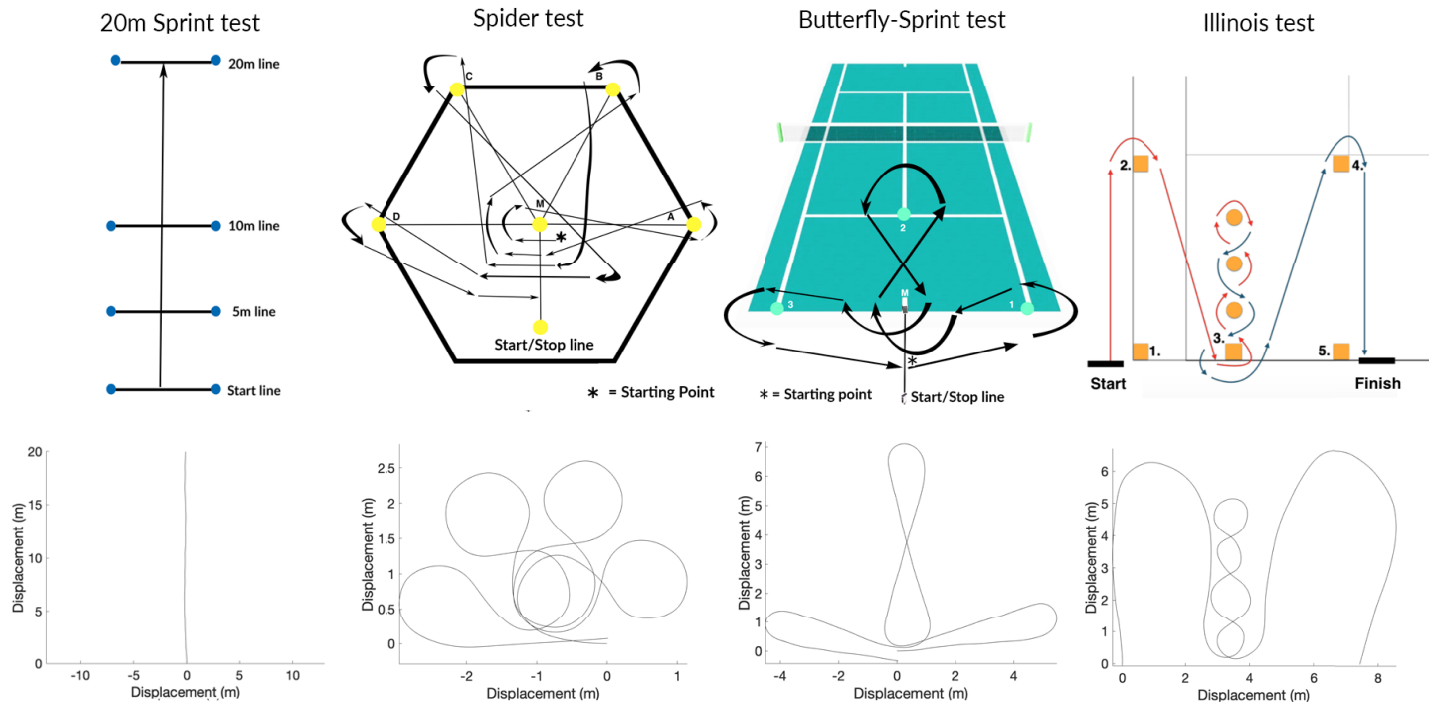 20m Sprint test
20m line
10m line
5m line
Start line
Spider test
C
B
D
M
A
*
Start/Stop line
* = Starting Point
Butterfly-Sprint test
2
M
3
1
*
* = Starting point
Start/Stop line
Illinois test
2.
4.
3.
1.
5.
Start
Finish
Displacement (m)
20
15
10
5
0
-10
-5
0
5
10
Displacement (m)
Displacement (m)
2.5
2
1.5
1
0.5
0
-2
-1
0
1
Displacement (m)
Displacement (m)
7
6
5
4
3
2
1
0
-4
-2
0
2
4
Displacement (m)
Displacement (m)
6
5
4
3
2
1
0
0
2
4
6
8
Displacement (m)